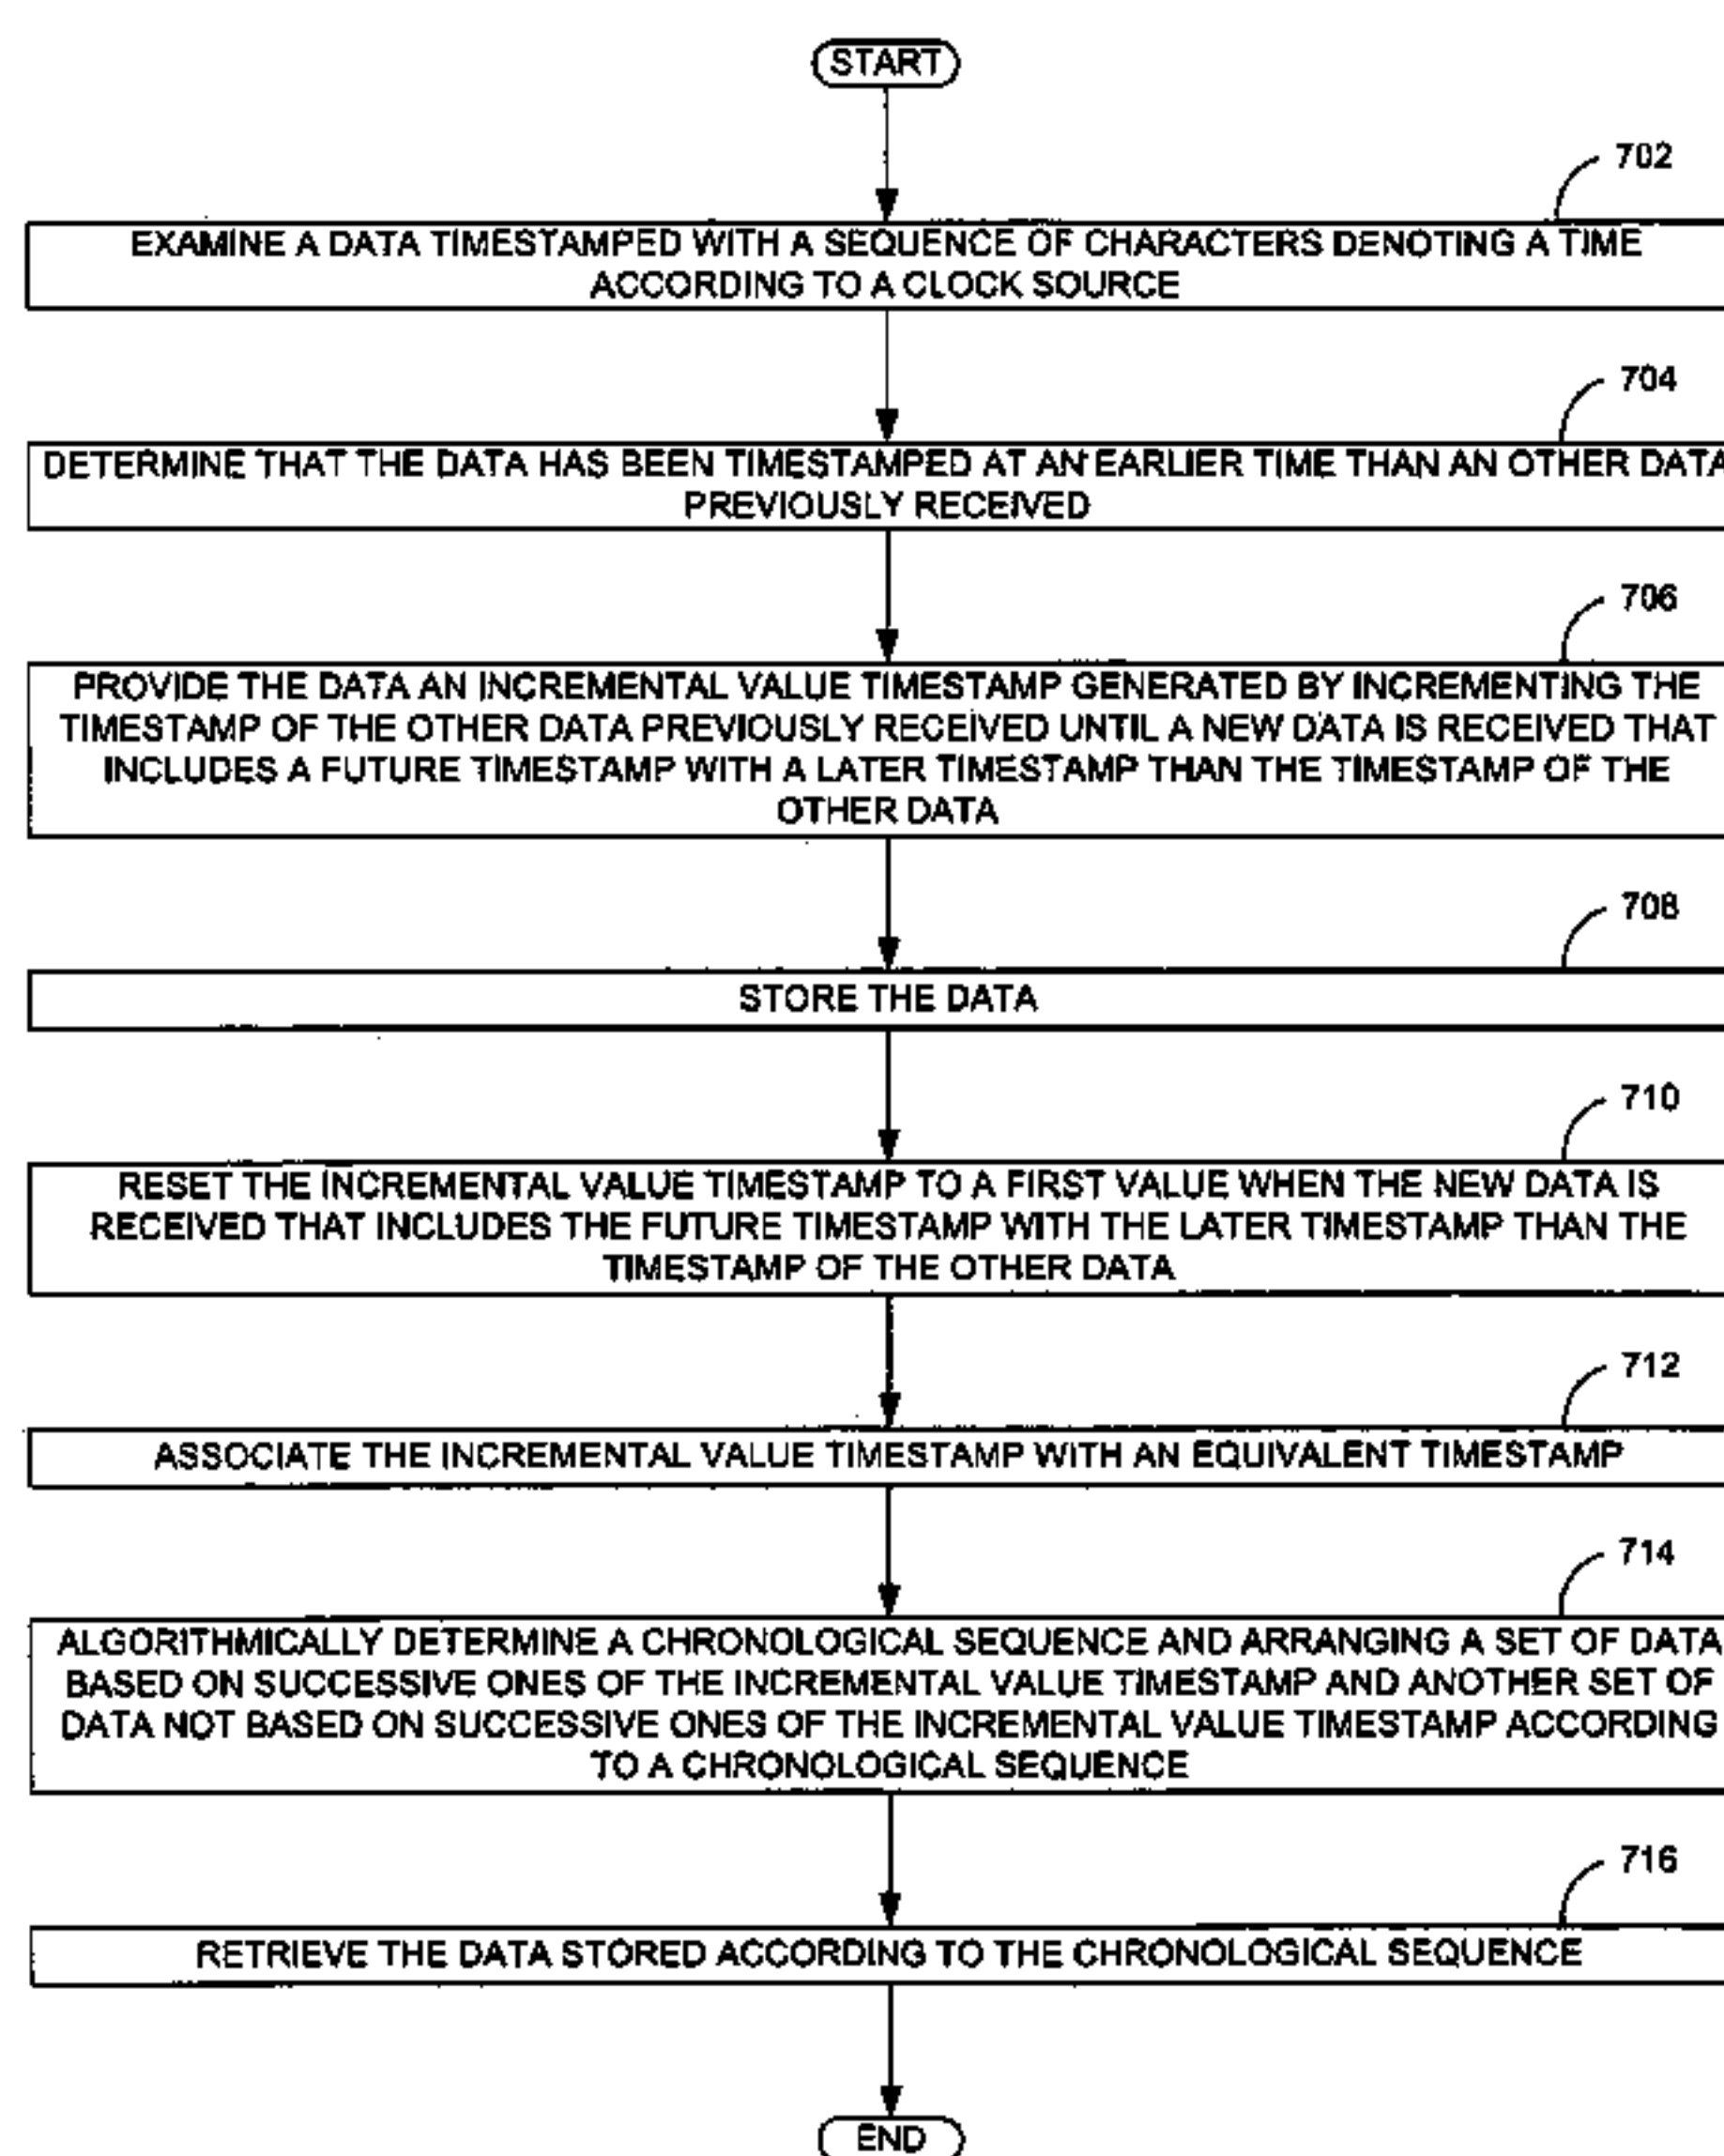 START
702
EXAMINE A DATA TIMESTAMPED WITH A SEQUENCE OF CHARACTERS DENOTING A TIME
ACCORDING TO A CLOCK SOURCE
704
DETERMINE THAT THE DATA HAS BEEN TIMESTAMPED AT AN EARLIER TIME THAN AN OTHER DATA
PREVIOUSLY RECEIVED
706
PROVIDE THE DATA AN INCREMENTAL VALUE TIMESTAMP GENERATED BY INCREMENTING THE
TIMESTAMP OF THE OTHER DATA PREVIOUSLY RECEIVED UNTIL A NEW DATA IS RECEIVED THAT
INCLUDES A FUTURE TIMESTAMP WITH A LATER TIMESTAMP THAN THE TIMESTAMP OF THE
OTHER DATA
708
STORE THE DATA
710
RESET THE INCREMENTAL VALUE TIMESTAMP TO A FIRST VALUE WHEN THE NEW DATA IS
RECEIVED THAT INCLUDES THE FUTURE TIMESTAMP WITH THE LATER TIMESTAMP THAN THE
TIMESTAMP OF THE OTHER DATA
712
ASSOCIATE THE INCREMENTAL VALUE TIMESTAMP WITH AN EQUIVALENT TIMESTAMP
714
ALGORITHMICALLY DETERMINE A CHRONOLOGICAL SEQUENCE AND ARRANGING A SET OF DATA
BASED ON SUCCESSIVE ONES OF THE INCREMENTAL VALUE TIMESTAMP AND ANOTHER SET OF
DATA NOT BASED ON SUCCESSIVE ONES OF THE INCREMENTAL VALUE TIMESTAMP ACCORDING
TO A CHRONOLOGICAL SEQUENCE
716
RETRIEVE THE DATA STORED ACCORDING TO THE CHRONOLOGICAL SEQUENCE
END